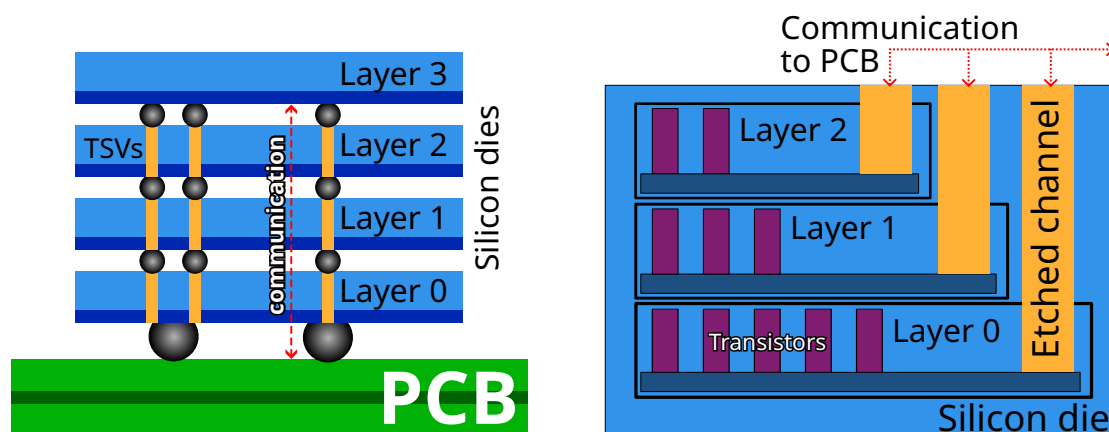 Layer 3
TSVs
Layer 2
Layer 1
Layer 0
communication
Silicon dies
PCB
Communication
to PCB
Layer 2
Layer 1
Layer 0
Transistors
Etched channel
Silicon die